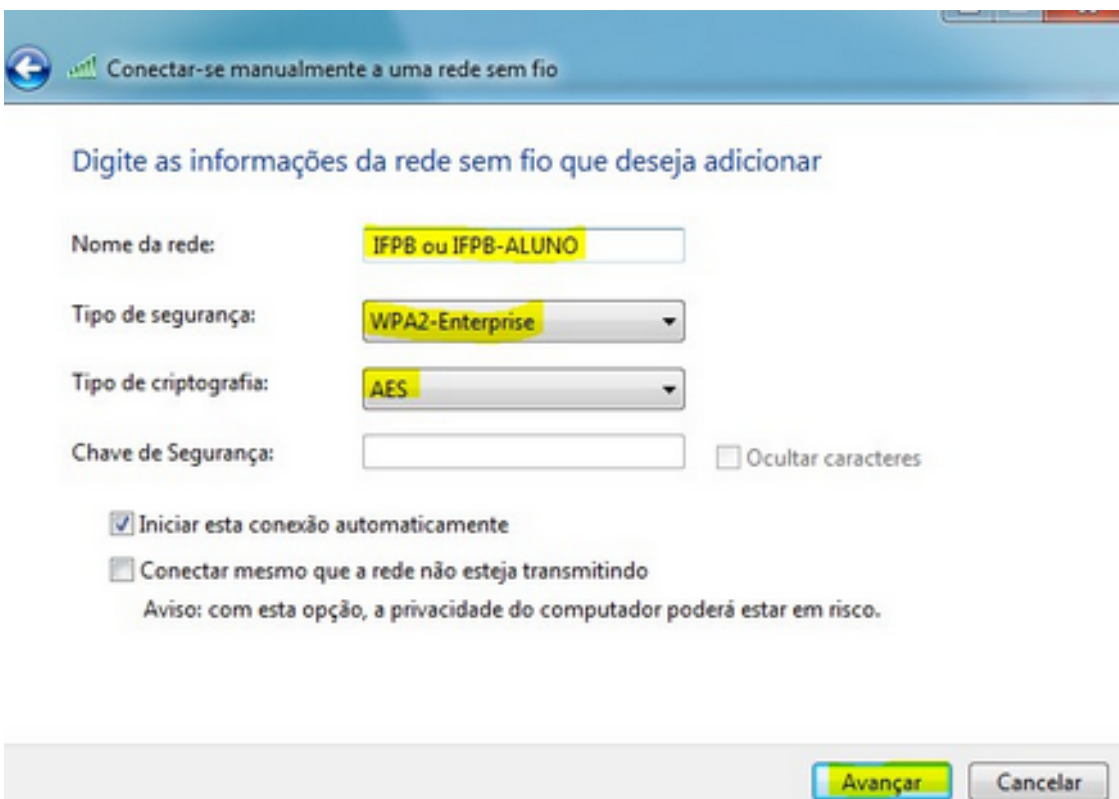 Conectar-se manualmente a uma rede sem fio
Digite as informações da rede sem fio que deseja adicionar
Nome da rede: IFPB ou IFPB-ALUNO
Tipo de segurança: WPA2-Enterprise
Tipo de criptografia: AES
Chave de Segurança: Ocultar caracteres
Iniciar esta conexão automaticamente
Conectar mesmo que a rede não esteja transmitindo
Aviso: com esta opção, a privacidade do computador poderá estar em risco.
Avançar Cancelar